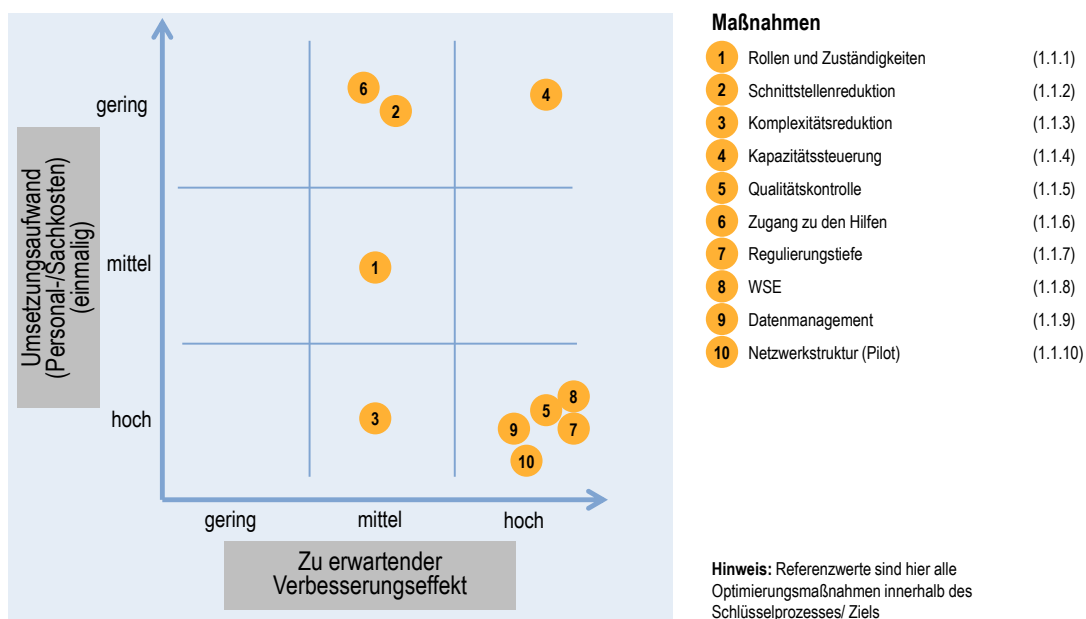 gering
mittel
hoch
Umsetzungsaufwand
(Personal-/Sachkosten)
(einmalig)
6
2
4
1
3
8
5
9
7
10
gering mittel hoch
Zu erwartender
Verbesserungseffekt
Maßnahmen
1 Rollen und Zuständigkeiten (1.1.1)
2 Schnittstellenreduktion (1.1.2)
3 Komplexitätsreduktion (1.1.3)
4 Kapazitätssteuerung (1.1.4)
5 Qualitätskontrolle (1.1.5)
6 Zugang zu den Hilfen (1.1.6)
7 Regulierungstiefe (1.1.7)
8 WSE (1.1.8)
9 Datenmanagement (1.1.9)
10 Netzwerkstruktur (Pilot) (1.1.10)
Hinweis: Referenzwerte sind hier alle
Optimierungsmaßnahmen innerhalb des
Schlüsselprozesses/ Ziels